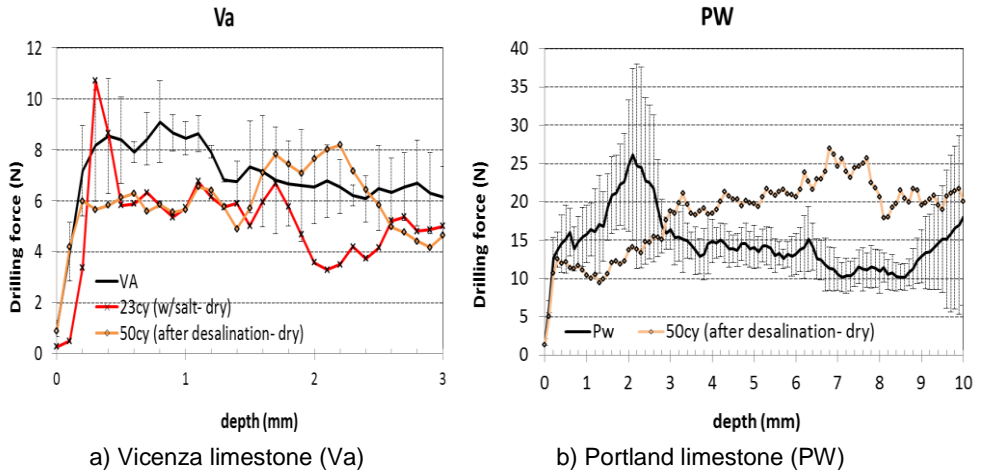 Va
Drilling force (N)
12
10
8
6
4
2
0
VA
23cy (w/salt- dry)
50cy (after desalination- dry)
0
1
2
3
depth (mm)
a) Vicenza limestone (Va)
PW
Drilling force (N)
40
35
30
25
20
15
10
5
0
Pw
50cy (after desalination- dry)
0
1
2
3
4
5
6
7
8
9
10
depth (mm)
b) Portland limestone (PW)